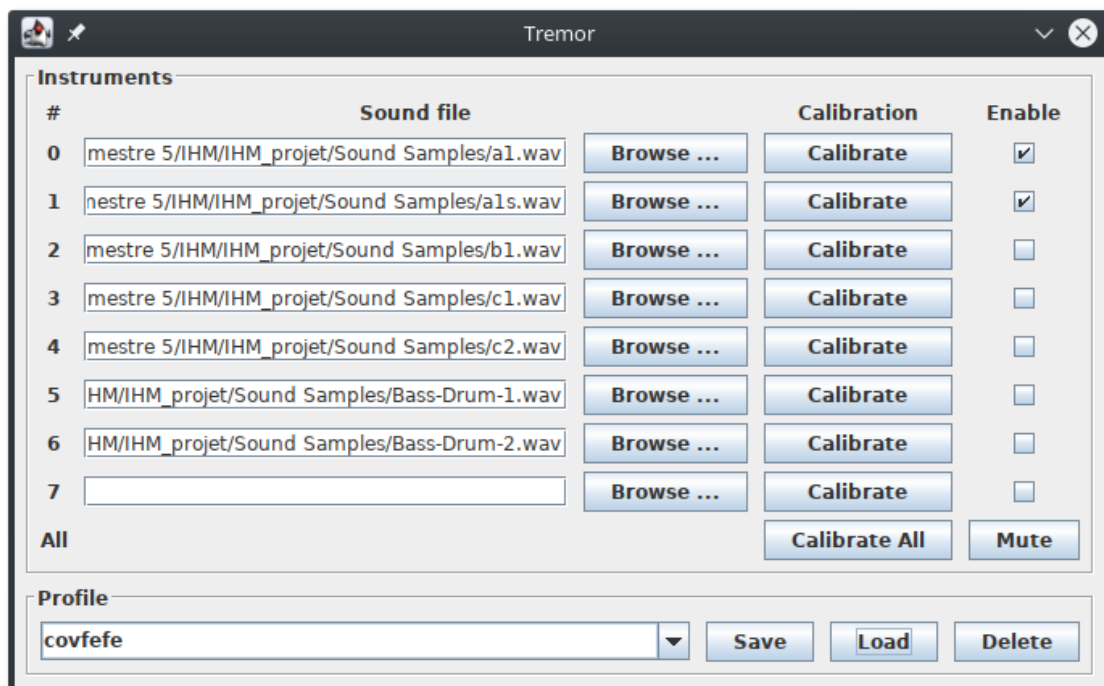 Tremor
Instruments
# Sound file Calibration Enable
0 mestre 5/IHM/IHM_projet/Sound Samples/a1.wav Browse ... Calibrate
1 nestre 5/IHM/IHM_projet/Sound Samples/a1s.wav Browse ... Calibrate
2 mestre 5/IHM/IHM_projet/Sound Samples/b1.wav Browse ... Calibrate
3 mestre 5/IHM/IHM_projet/Sound Samples/c1.wav Browse ... Calibrate
4 mestre 5/IHM/IHM_projet/Sound Samples/c2.wav Browse ... Calibrate
5 HM/IHM_projet/Sound Samples/Bass-Drum-1.wav Browse ... Calibrate
6 HM/IHM_projet/Sound Samples/Bass-Drum-2.wav Browse ... Calibrate
7 Browse ... Calibrate
All Calibrate All Mute
Profile
covfefe Save Load Delete